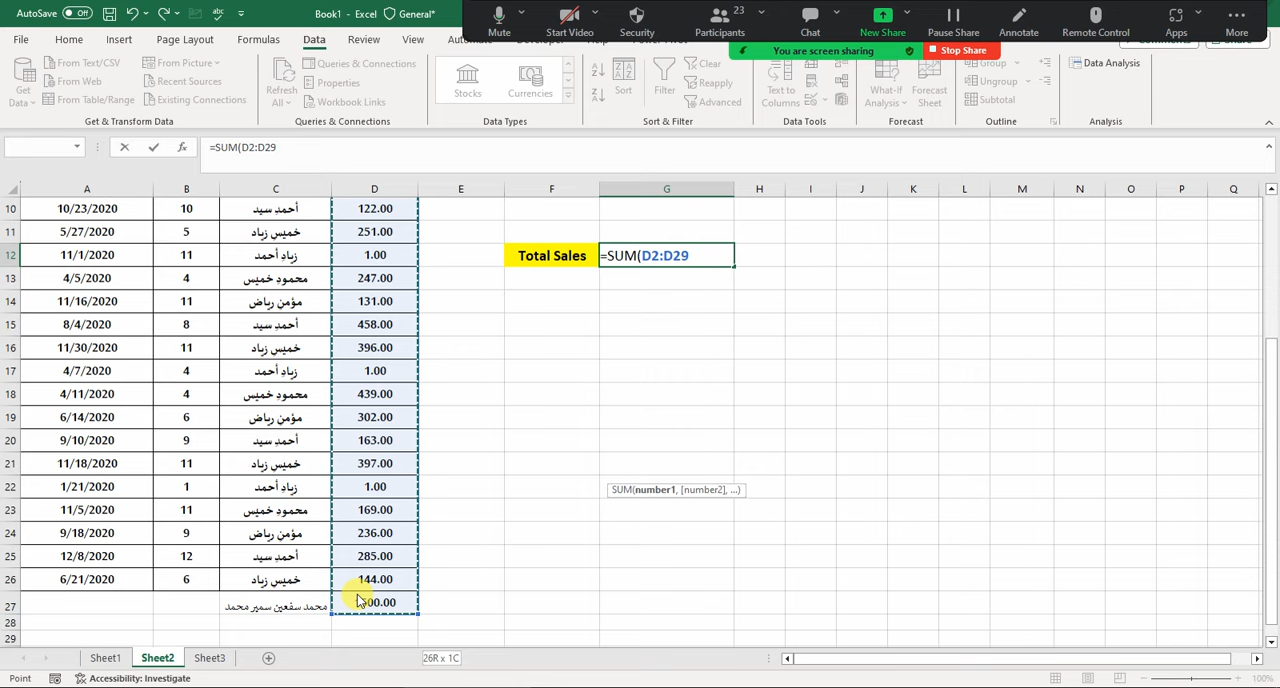 AutoSave Off Book1 - Excel General*
Mute Start Video Security Participants 23 Chat New Share Pause Share Annotate Remote Control Apps More
You are screen sharing Stop Share
File Home Insert Page Layout Formulas Data Review View
Get Data
From Text/CSV
From Web
From Table/Range
From Picture
Recent Sources
Existing Connections
Get & Transform Data
Refresh All
Queries & Connections
Properties
Workbook Links
Queries & Connections
Stocks Currencies
Data Types
Sort Filter
Clear
Reapply
Advanced
Sort & Filter
Text to Columns
Data Tools
What-If Analysis
Forecast Sheet
Forecast
Group
Ungroup
Subtotal
Outline
Data Analysis
Analysis
=SUM(D2:D29
A B C D E F G H I J K L M N O P Q
10 10/23/2020 10 أحمد سيد 122.00
11 5/27/2020 5 خميس زياد 251.00
12 11/1/2020 11 زياد أحمد 1.00 Total Sales =SUM(D2:D29
13 4/5/2020 4 محمود خميس 247.00
14 11/16/2020 11 مؤمن رياض 131.00
15 8/4/2020 8 أحمد سيد 458.00
16 11/30/2020 11 خميس زياد 396.00
17 4/7/2020 4 زياد أحمد 1.00
18 4/11/2020 4 محمود خميس 439.00
19 6/14/2020 6 مؤمن رياض 302.00
20 9/10/2020 9 أحمد سيد 163.00
21 11/18/2020 11 خميس زياد 397.00
22 1/21/2020 1 زياد أحمد 1.00 SUM(number1, [number2], ...)
23 11/5/2020 11 محمود خميس 169.00
24 9/18/2020 9 مؤمن رياض 236.00
25 12/8/2020 12 أحمد سيد 285.00
26 6/21/2020 6 خميس زياد 144.00
27 محمد سفعين سمير محمد
28
29
Sheet1 Sheet2 Sheet3 26R x 1C
Point Accessibility: Investigate 100%